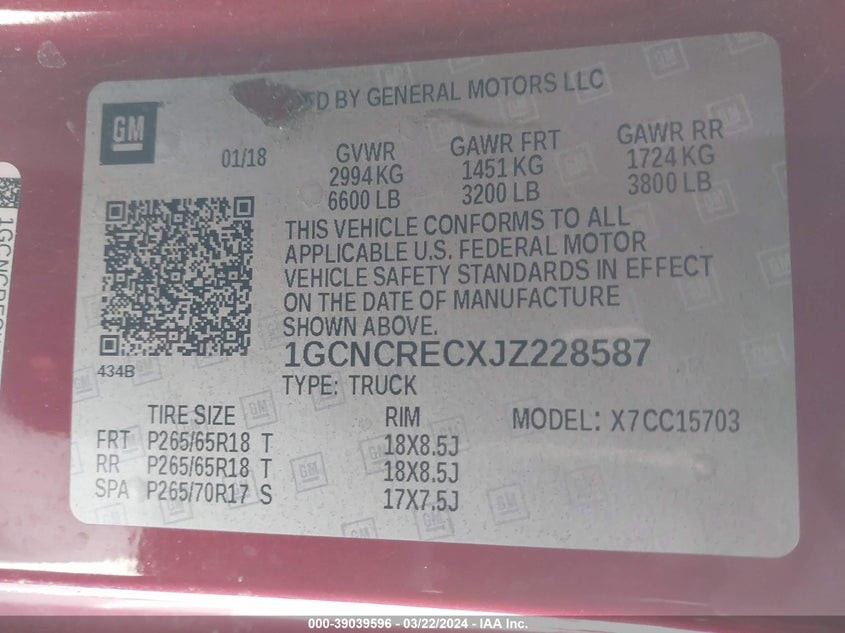 FD BY GENERAL MOTORS LLC
GM
01/18
GVWR GAWR FRT GAWR RR
2994 KG 1451 KG 1724 KG
6600 LB 3200 LB 3800 LB
THIS VEHICLE CONFORMS TO ALL
APPLICABLE U.S. FEDERAL MOTOR
VEHICLE SAFETY STANDARDS IN EFFECT
ON THE DATE OF MANUFACTURE
SHOWN ABOVE.
434B
1GCNCRECXJZ228587
TYPE: TRUCK
TIRE SIZE RIM MODEL: X7CC15703
FRT P265/65R18 T 18X8.5J
RR P265/65R18 T 18X8.5J
SPA P265/70R17 S 17X7.5J
000-39039596 - 03/22/2024 - IAA Inc.